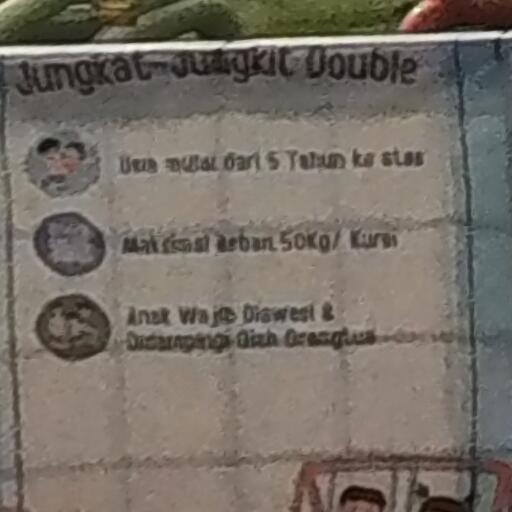 Jungkat-Jungkit Double
Usia mulai dari 5 Tahun ke atas
Maksimal Beban 50Kg/ Kursi
Anak Wajib Diawasi &
Didampingi Oleh Orangtua